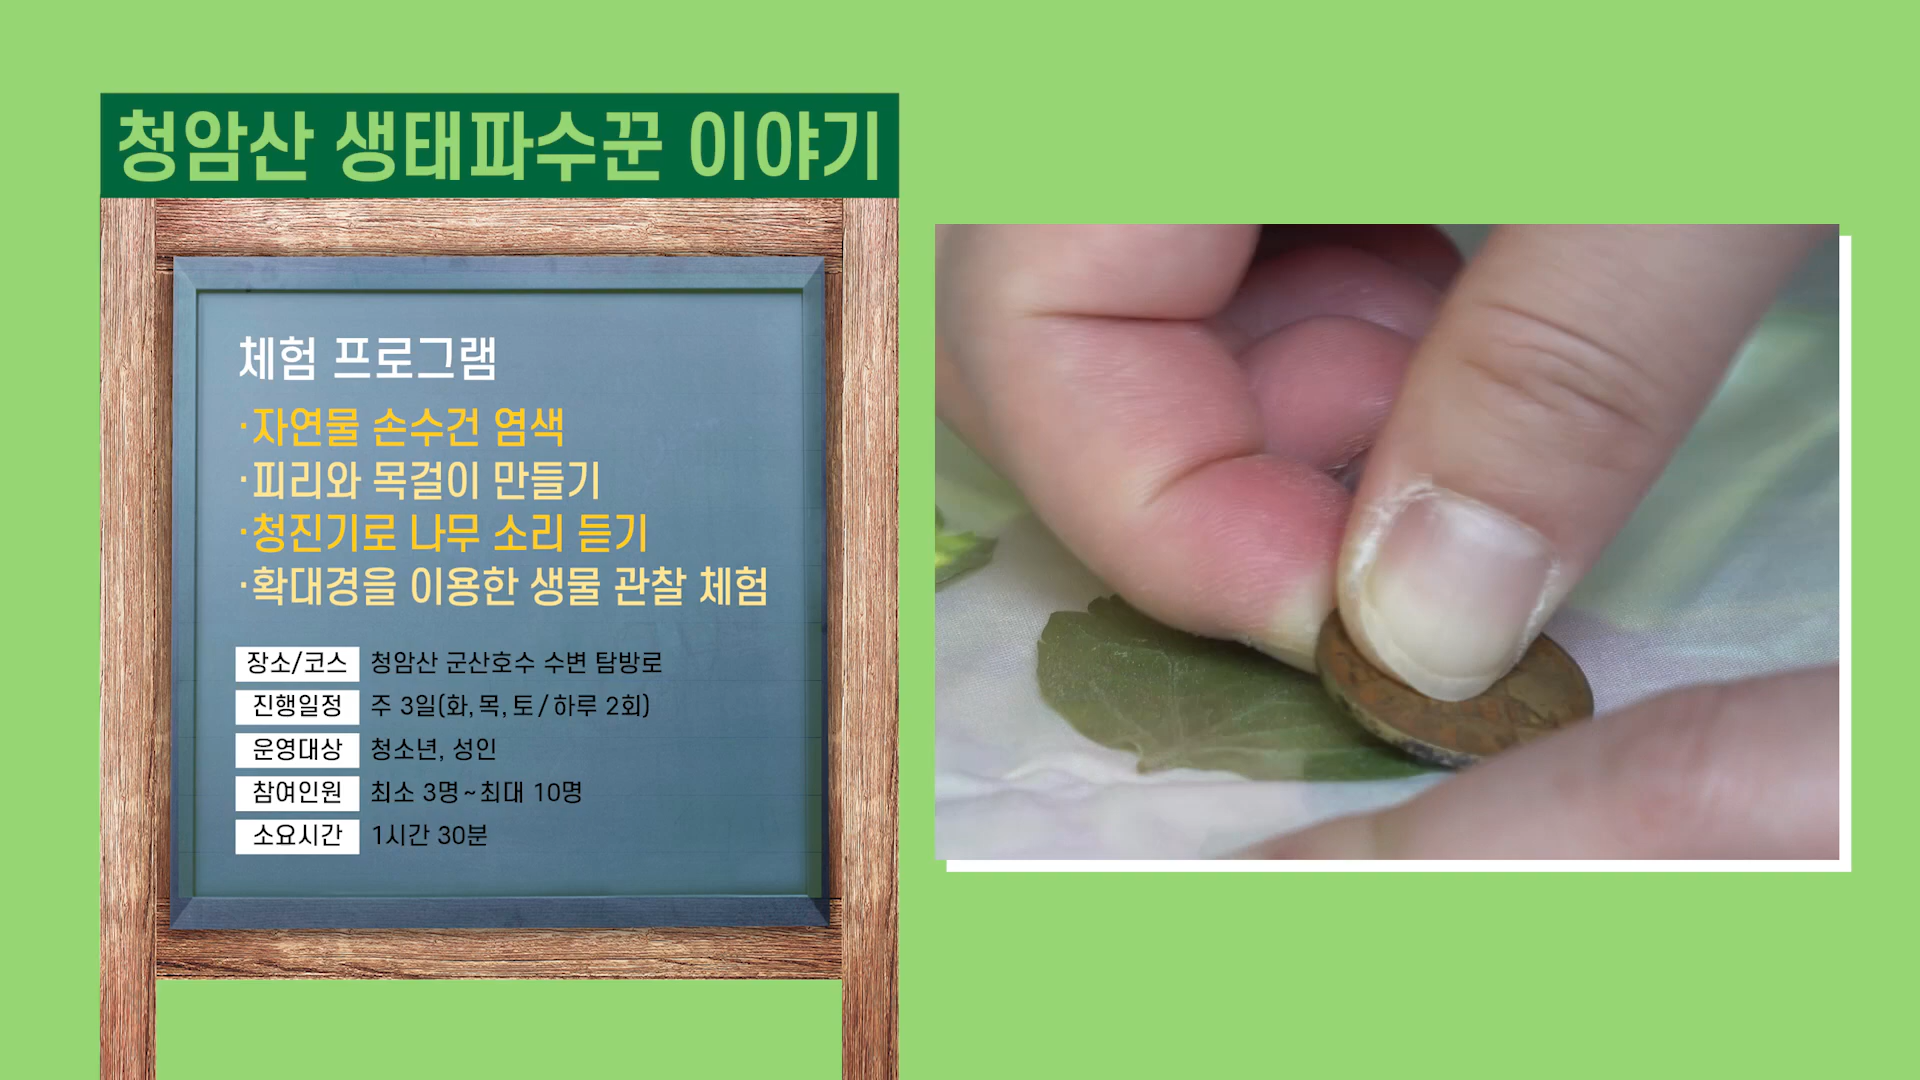 청암산 생태파수꾼 이야기
체험 프로그램
·자연물 손수건 염색
·피리와 목걸이 만들기
·청진기로 나무 소리 듣기
·확대경을 이용한 생물 관찰 체험
장소/코스 청암산 군산호수 수변 탐방로
진행일정 주 3일(화, 목, 토 / 하루 2회)
운영대상 청소년, 성인
참여인원 최소 3명~최대 10명
소요시간 1시간 30분